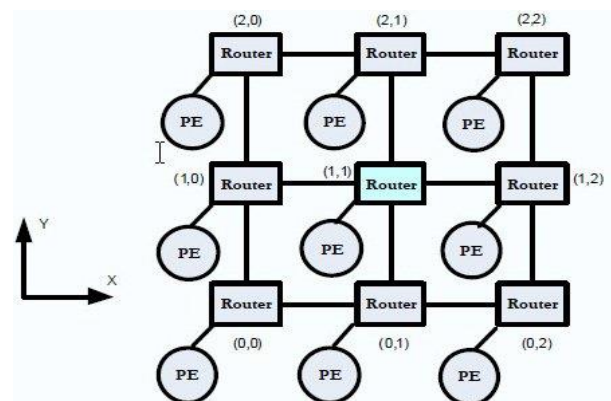 (2,0) (2,1) (2,2)
Router Router Router
PE PE PE
(1,0) Router (1,1) Router Router (1,2)
Y
PE PE PE
X
Router Router Router
(0,0) (0,1) (0,2)
PE PE PE